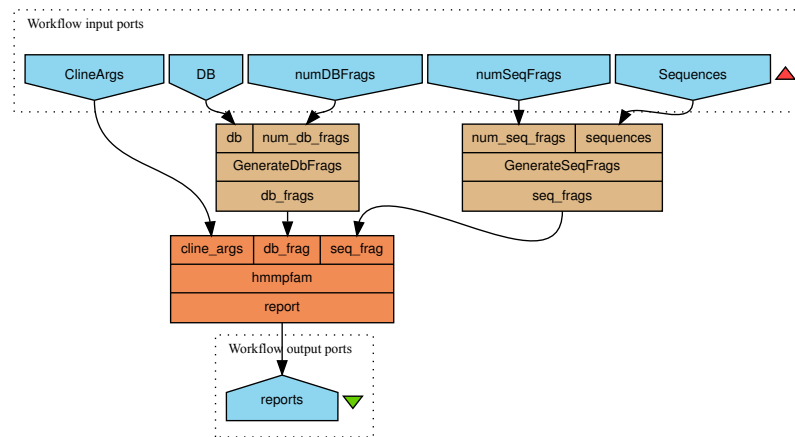 Workflow input ports
ClineArgs
DB
numDBFrags
numSeqFrags
Sequences
db
num_db_frags
GenerateDbFrags
db_frags
num_seq_frags
sequences
GenerateSeqFrags
seq_frags
cline_args
db_frag
seq_frag
hmmpfam
report
Workflow output ports
reports